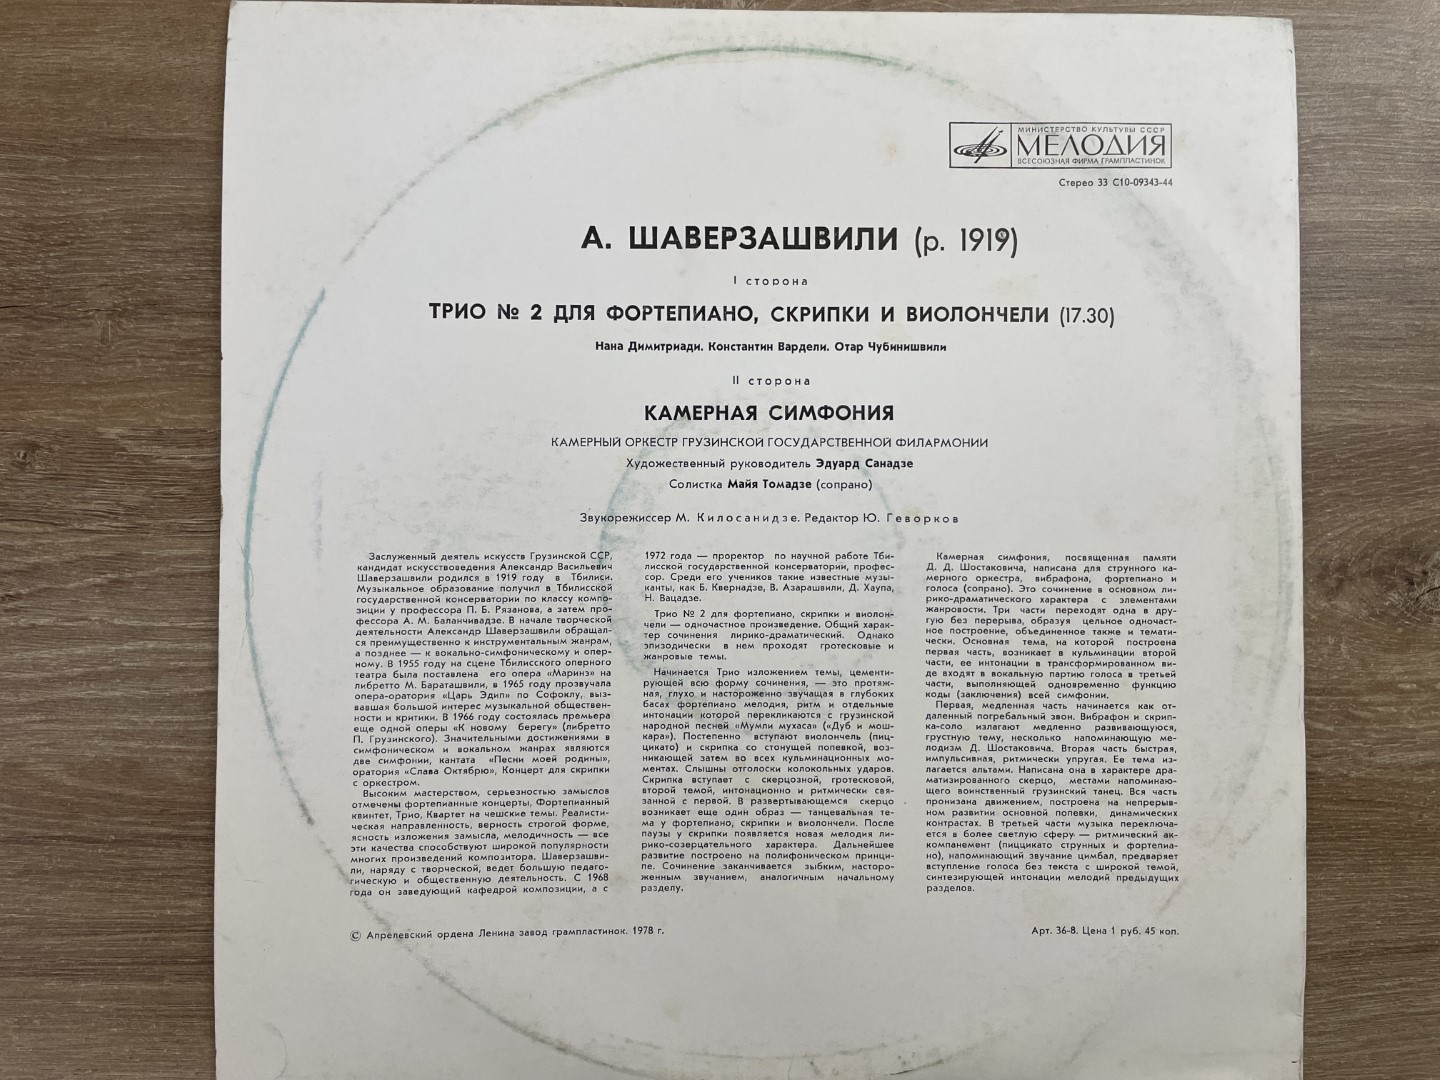 МИНИСТЕРСТВО КУЛЬТУРЫ СССР
МЕЛОДИЯ
ВСЕСОЮЗНАЯ ФИРМА ГРАМПЛАСТИНОК
Стерео 33 С10-09343-44
А. ШАВЕРЗАШВИЛИ (р. 1919)
I сторона
ТРИО № 2 ДЛЯ ФОРТЕПИАНО, СКРИПКИ И ВИОЛОНЧЕЛИ (17.30)
Нана Димитриади. Константин Вардели. Отар Чубинишвили
II сторона
КАМЕРНАЯ СИМФОНИЯ
КАМЕРНЫЙ ОРКЕСТР ГРУЗИНСКОЙ ГОСУДАРСТВЕННОЙ ФИЛАРМОНИИ
Художественный руководитель Эдуард Санадзе
Солистка Майя Томадзе (сопрано)
Звукорежиссер М. Килосанидзе. Редактор Ю. Геворков
Заслуженный деятель искусств Грузинской ССР,
кандидат искусствоведения Александр Васильевич
Шаверзашвили родился в 1919 году в Тбилиси.
Музыкальное образование получил в Тбилисской
государственной консерватории по классу компо-
зиции у профессора П. Б. Рязанова, а затем про-
фессора А. М. Баланчивадзе. В начале творческой
деятельности Александр Шаверзашвили обращал-
ся преимущественно к инструментальным жанрам,
а позднее — к вокально-симфоническому и опер-
ному. В 1955 году на сцене Тбилисского оперного
театра была поставлена его опера «Маринэ» на
либретто М. Бараташвили, в 1965 году прозвучала
опера-оратория «Царь Эдип» по Софоклу, выз-
вавшая большой интерес музыкальной обществен-
ности и критики. В 1966 году состоялась премьера
еще одной оперы «К новому берегу» (либретто
П. Грузинского). Значительными достижениями в
симфоническом и вокальном жанрах являются
две симфонии, кантата «Песни моей родины»,
оратория «Слава Октябрю», Концерт для скрипки
с оркестром.
Высоким мастерством, серьезностью замыслов
отмечены фортепианные концерты, Фортепианный
квинтет, Трио, Квартет на чешские темы. Реалисти-
ческая направленность, верность строгой форме,
ясность изложения замысла, мелодичность — все
эти качества способствуют широкой популярности
многих произведений композитора. Шаверзашви-
ли, наряду с творческой, ведет большую педаго-
гическую и общественную деятельность. С 1968
года он заведующий кафедрой композиции, а с
1972 года — проректор по научной работе Тби-
лисской государственной консерватории, профес-
сор. Среди его учеников такие известные музы-
канты, как Б. Квернадзе, В. Азарашвили, Д. Хаупа,
Н. Вацадзе.
Трио № 2 для фортепиано, скрипки и виолон-
чели — одночастное произведение. Общий харак-
тер сочинения лирико-драматический. Однако
эпизодически в нем проходят гротесковые и
жанровые темы.
Начинается Трио изложением темы, цементи-
рующей всю форму сочинения, — это протяж-
ная, глухо и настороженно звучащая в глубоких
басах фортепиано мелодия, ритм и отдельные
интонации которой перекликаются с грузинской
народной песней «Мумли мухаса» («Дуб и мош-
кара»). Постепенно вступают виолончель (пиц-
цикато) и скрипка со стонущей попевкой, воз-
никающей затем во всех кульминационных мо-
ментах. Слышны отголоски колокольных ударов.
Скрипка вступает с скерцозной, гротесковой,
второй темой, интонационно и ритмически свя-
занной с первой. В развертывающемся скерцо
возникает еще один образ — танцевальная те-
ма у фортепиано, скрипки и виолончели. После
паузы у скрипки появляется новая мелодия ли-
рико-созерцательного характера. Дальнейшее
развитие построено на полифоническом принци-
пе. Сочинение заканчивается зыбким, насторо-
женным звучанием, аналогичным начальному
разделу.
Камерная симфония, посвященная памяти
Д. Д. Шостаковича, написана для струнного ка-
мерного оркестра, вибрафона, фортепиано и
голоса (сопрано). Это сочинение в основном ли-
рико-драматического характера с элементами
жанровости. Три части переходят одна в дру-
гую без перерыва, образуя цельное одночаст-
ное построение, объединенное также и темати-
чески. Основная тема, на которой построена
первая часть, возникает в кульминации второй
части, ее интонации в трансформированном ви-
де входят в вокальную партию голоса в третьей
части, выполняющей одновременно функцию
коды (заключения) всей симфонии.
Первая, медленная часть начинается как от-
даленный погребальный звон. Вибрафон и скрип-
ка-соло излагают медленно развивающуюся,
грустную тему, несколько напоминающую ме-
лодизм Д. Шостаковича. Вторая часть быстрая,
импульсивная, ритмически упругая. Ее тема из-
лагается альтами. Написана она в характере дра-
матизированного скерцо, местами напоминаю-
щего воинственный грузинский танец. Вся часть
пронизана движением, построена на непрерыв-
ном развитии основной попевки, динамических
контрастах. В третьей части музыка переключа-
ется в более светлую сферу — ритмический ак-
компанемент (пиццикато струнных и фортепиа-
но), напоминающий звучание цимбал, предваряет
вступление голоса без текста с широкой темой,
синтезирующей интонации мелодий предыдущих
разделов.
© Апрелевский ордена Ленина завод грампластинок. 1978 г.
Арт. 36-8. Цена 1 руб. 45 коп.